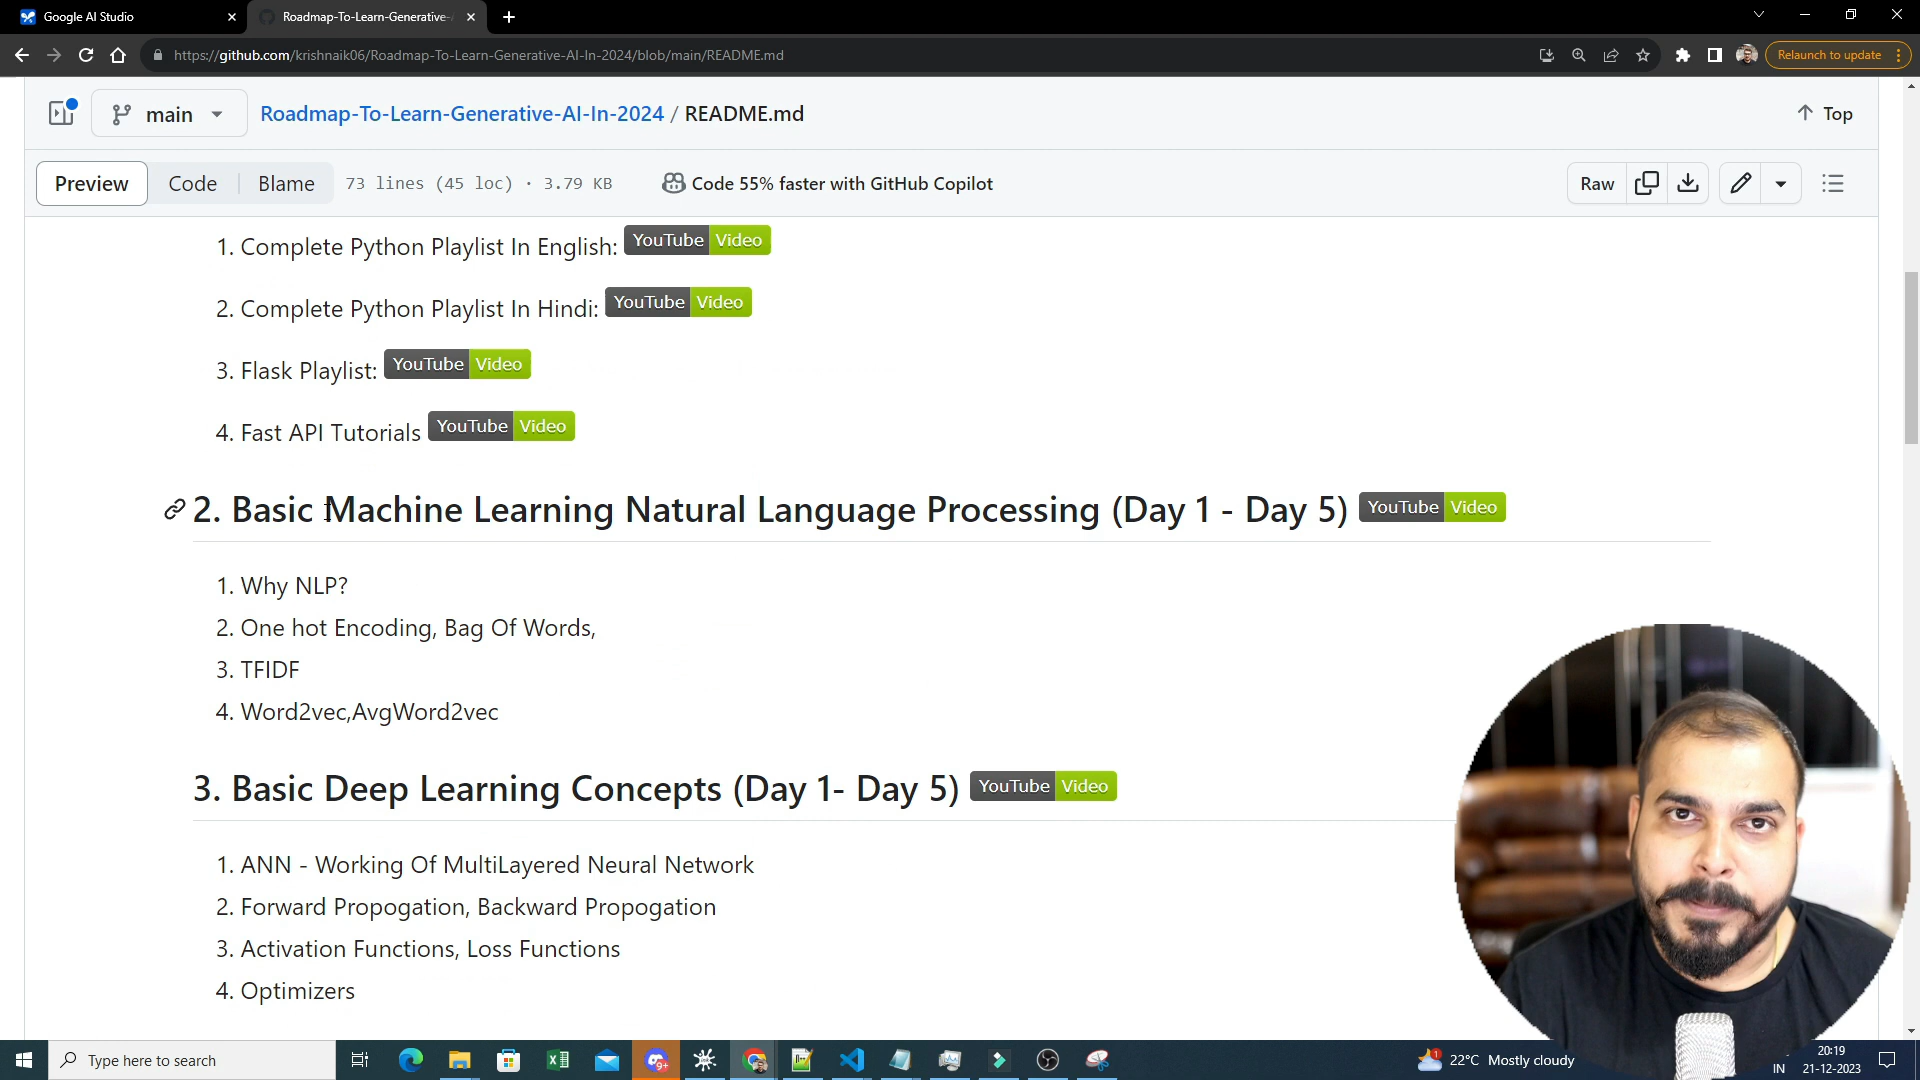 Google AI Studio
Roadmap-To-Learn-Generative-
https://github.com/krishnaik06/Roadmap-To-Learn-Generative-AI-In-2024/blob/main/README.md
Relaunch to update
main
Roadmap-To-Learn-Generative-AI-In-2024 / README.md
Top
Preview
Code
Blame
73 lines (45 loc) · 3.79 KB
Code 55% faster with GitHub Copilot
Raw
1. Complete Python Playlist In English: YouTube Video
2. Complete Python Playlist In Hindi: YouTube Video
3. Flask Playlist: YouTube Video
4. Fast API Tutorials YouTube Video
2. Basic Machine Learning Natural Language Processing (Day 1 - Day 5) YouTube Video
1. Why NLP?
2. One hot Encoding, Bag Of Words,
3. TFIDF
4. Word2vec,AvgWord2vec
3. Basic Deep Learning Concepts (Day 1- Day 5) YouTube Video
1. ANN - Working Of MultiLayered Neural Network
2. Forward Propogation, Backward Propogation
3. Activation Functions, Loss Functions
4. Optimizers
Type here to search
9+
1
22°C Mostly cloudy
IN
20:19
21-12-2023